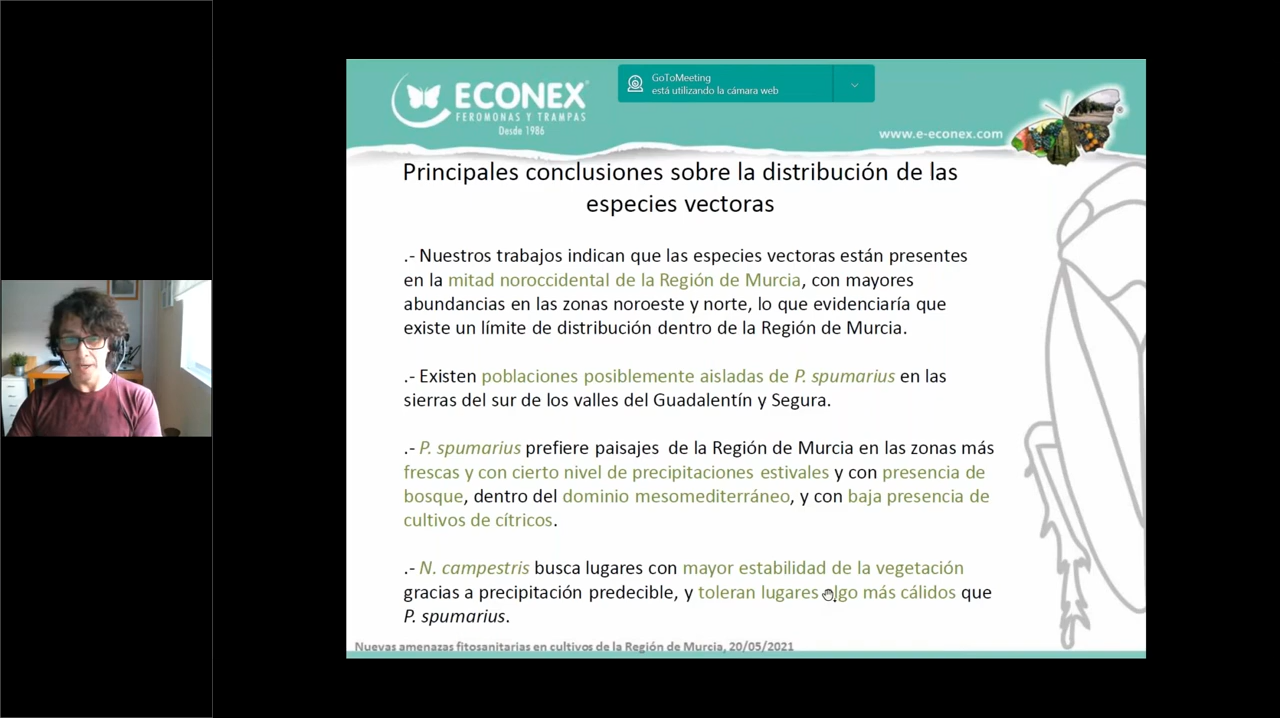 ECONEX
FEROMONAS Y TRAMPAS
Desde 1986
GoToMeeting
está utilizando la cámara web
www.e-econex.com
Principales conclusiones sobre la distribución de las
especies vectoras
.- Nuestros trabajos indican que las especies vectoras están presentes
en la mitad noroccidental de la Región de Murcia, con mayores
abundancias en las zonas noroeste y norte, lo que evidenciaría que
existe un límite de distribución dentro de la Región de Murcia.
.- Existen poblaciones posiblemente aisladas de P. spumarius en las
sierras del sur de los valles del Guadalentín y Segura.
.- P. spumarius prefiere paisajes de la Región de Murcia en las zonas más
frescas y con cierto nivel de precipitaciones estivales y con presencia de
bosque, dentro del dominio mesomediterráneo, y con baja presencia de
cultivos de cítricos.
.- N. campestris busca lugares con mayor estabilidad de la vegetación
gracias a precipitación predecible, y toleran lugares algo más cálidos que
P. spumarius.
Nuevas amenazas fitosanitarias en cultivos de la Región de Murcia, 20/05/2021